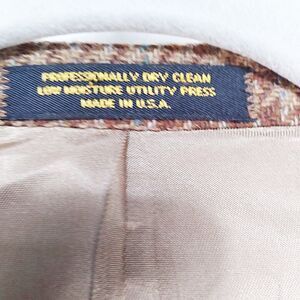 PROFESSIONALLY DRY CLEAN
LOW MOISTURE UTILITY PRESS
MADE IN U.S.A.